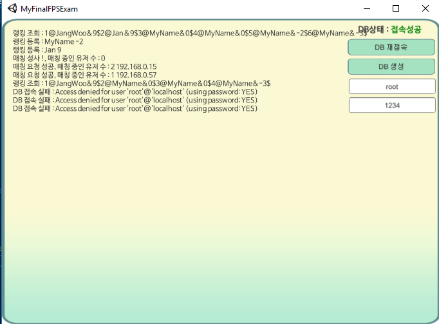 MyFinalFPSExam
DB상태 : 접속성공
랭킹 조회 : 1@JangWoo&9$2@Jan&9$3@MyName&0$4@MyName&0$5@MyName&-2$6@MyName&-3$
랭킹 등록 : MyName -2
랭킹 등록 : Jan 9
매칭 성사 !, 매칭 중인 유저 수 : 0
매칭 요청 성공, 매칭 중인 유저 수 : 2 192.168.0.15
매칭 요청 성공, 매칭 중인 유저 수 : 1 192.168.0.57
랭킹 조회 : 1@JangWoo&9$2@MyName&0$3@MyName&0$4@MyName&-3$
DB 접속 실패 : Access denied for user 'root'@'localhost' (using password: YES)
DB 접속 실패 : Access denied for user 'root'@'localhost' (using password: YES)
DB 접속 실패 : Access denied for user 'root'@'localhost' (using password: YES)
DB 재접속
DB 생성
root
1234